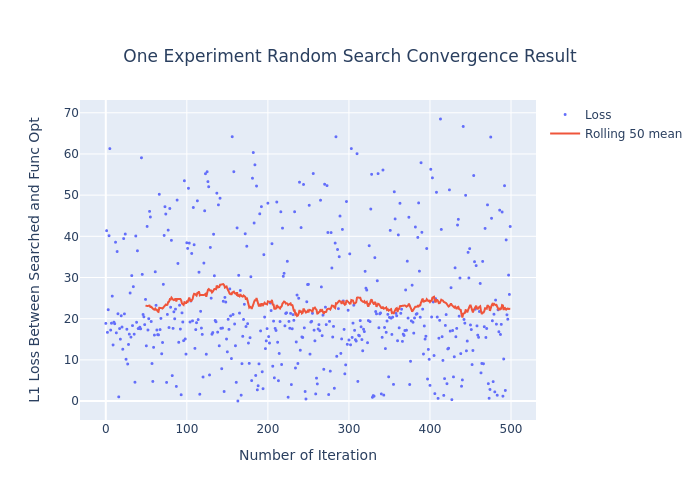 One Experiment Random Search Convergence Result
L1 Loss Between Searched and Func Opt
70
60
50
40
30
20
10
0
0 100 200 300 400 500
Number of Iteration
Loss
Rolling 50 mean